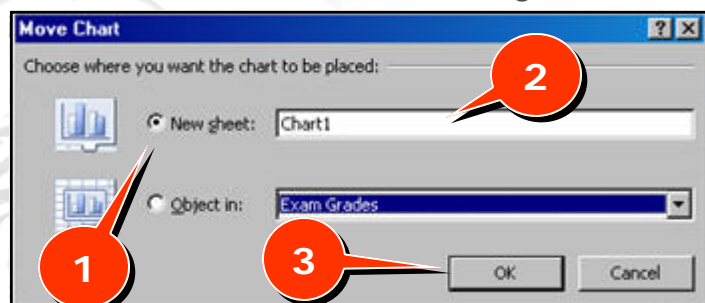 Move Chart
Choose where you want the chart to be placed:
2
New sheet: Chart1
Object in: Exam Grades
1
3
OK Cancel